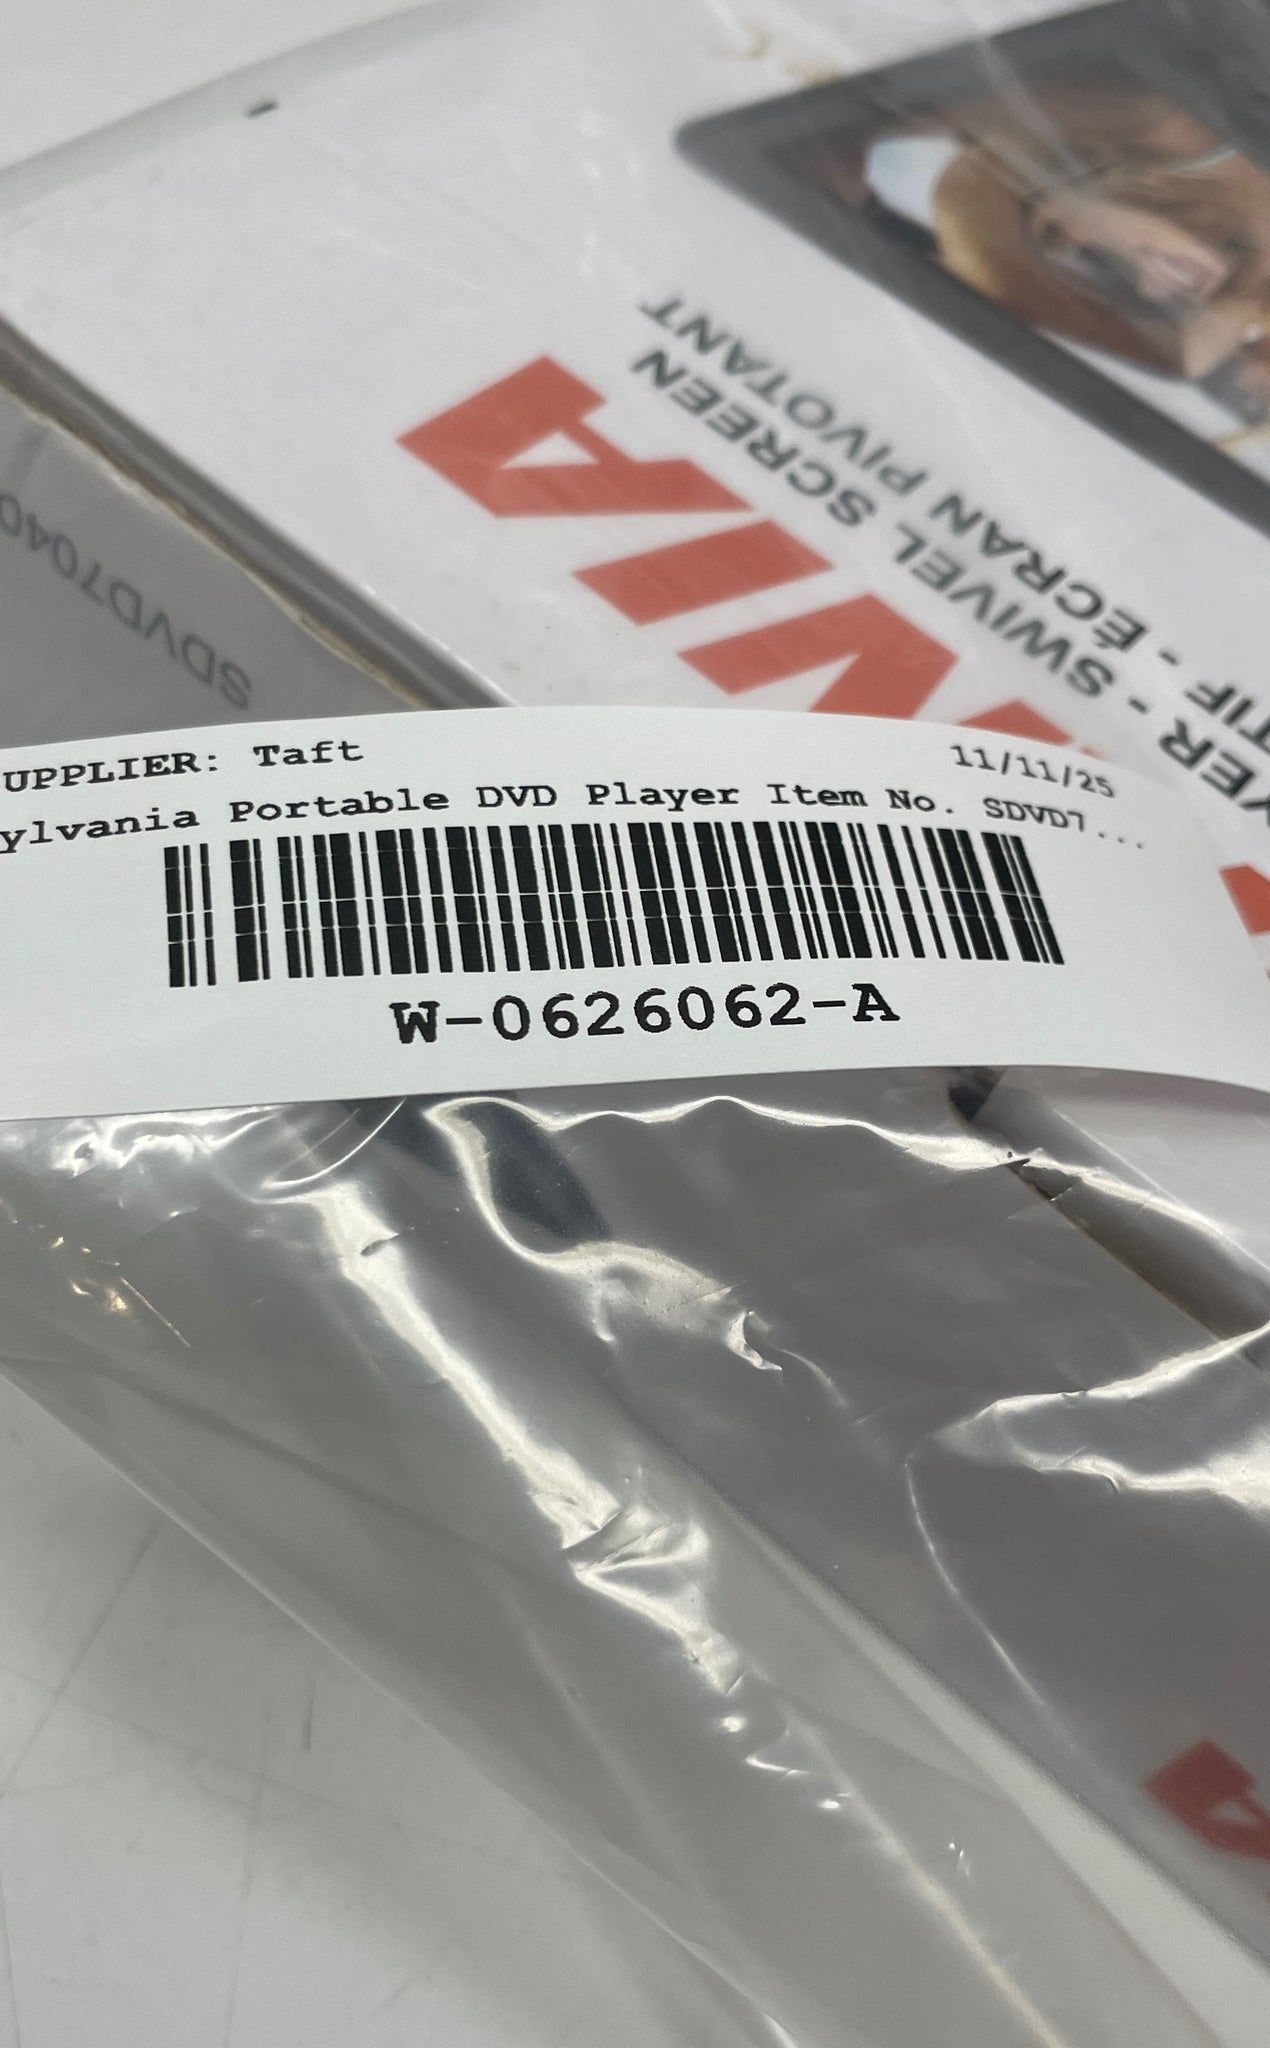 UPPLIER: Taft
11/11/25
ylvania Portable DVD Player Item No. SDVD7...
W-0626062-A
SDVD7040
VER - SWIVEL SCREEN
TIF - ÉCRAN PIVOTANT